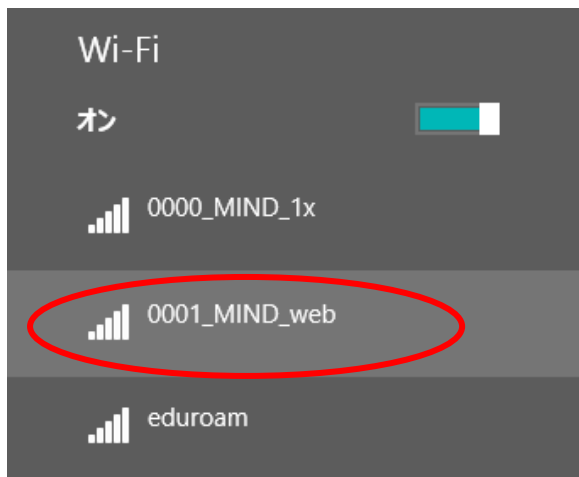 Wi-Fi
オン
0000_MIND_1x
0001_MIND_web
eduroam